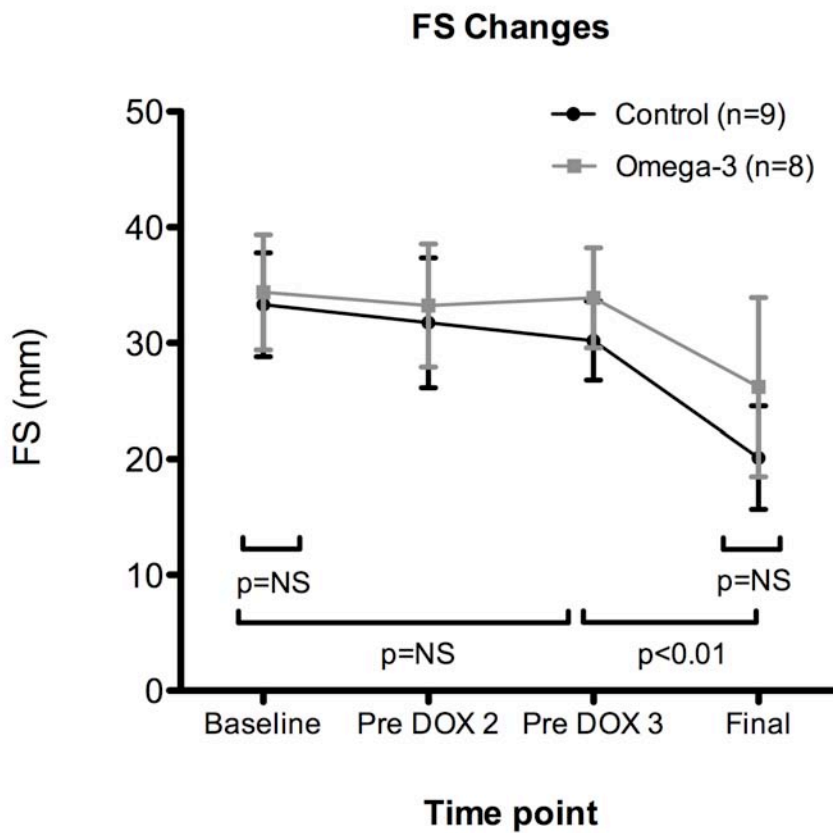 FS Changes
Control (n=9)
Omega-3 (n=8)
FS (mm)
50
40
30
20
10
0
p=NS
p=NS
p=NS
p<0.01
Baseline Pre DOX 2 Pre DOX 3 Final
Time point